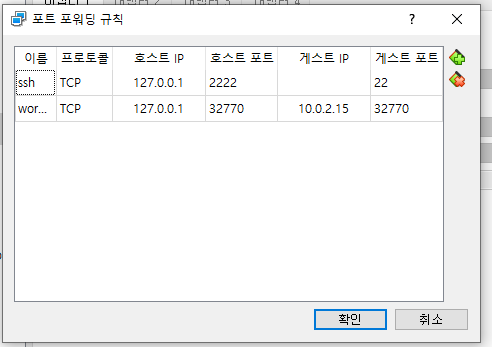 포트 포워딩 규칙
이름 프로토콜 호스트 IP 호스트 포트 게스트 IP 게스트 포트
ssh TCP 127.0.0.1 2222 22
wor... TCP 127.0.0.1 32770 10.0.2.15 32770
확인 취소